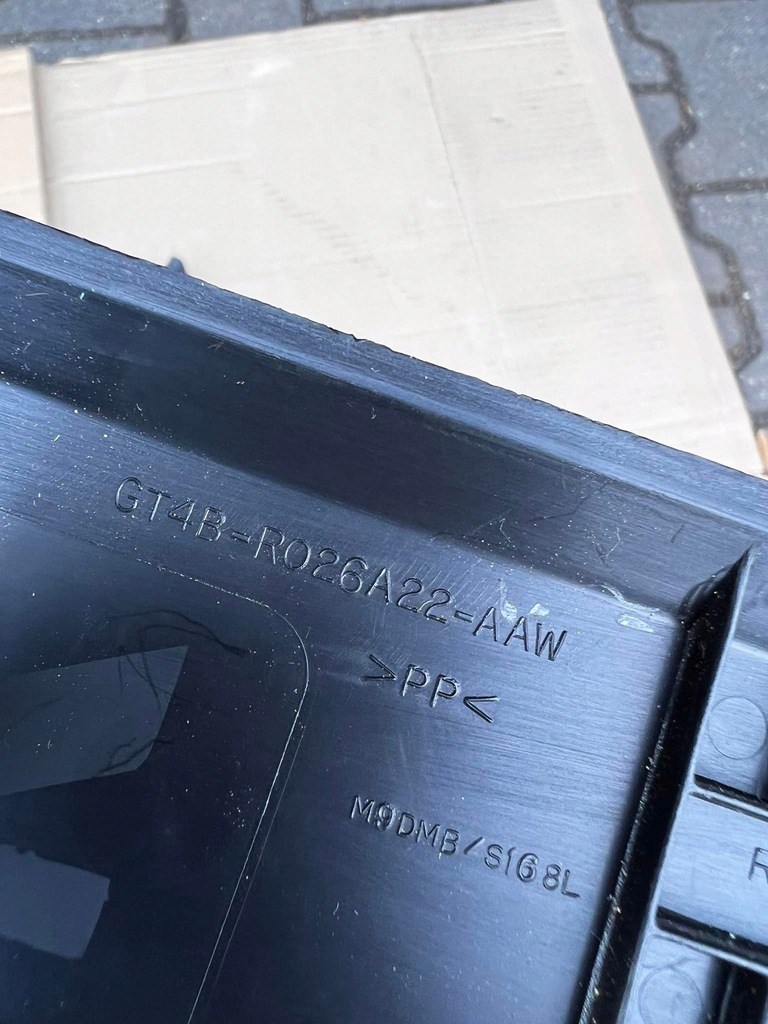 GT4B-R026A22-AAW
>PP<
M9DMB/S168L
R